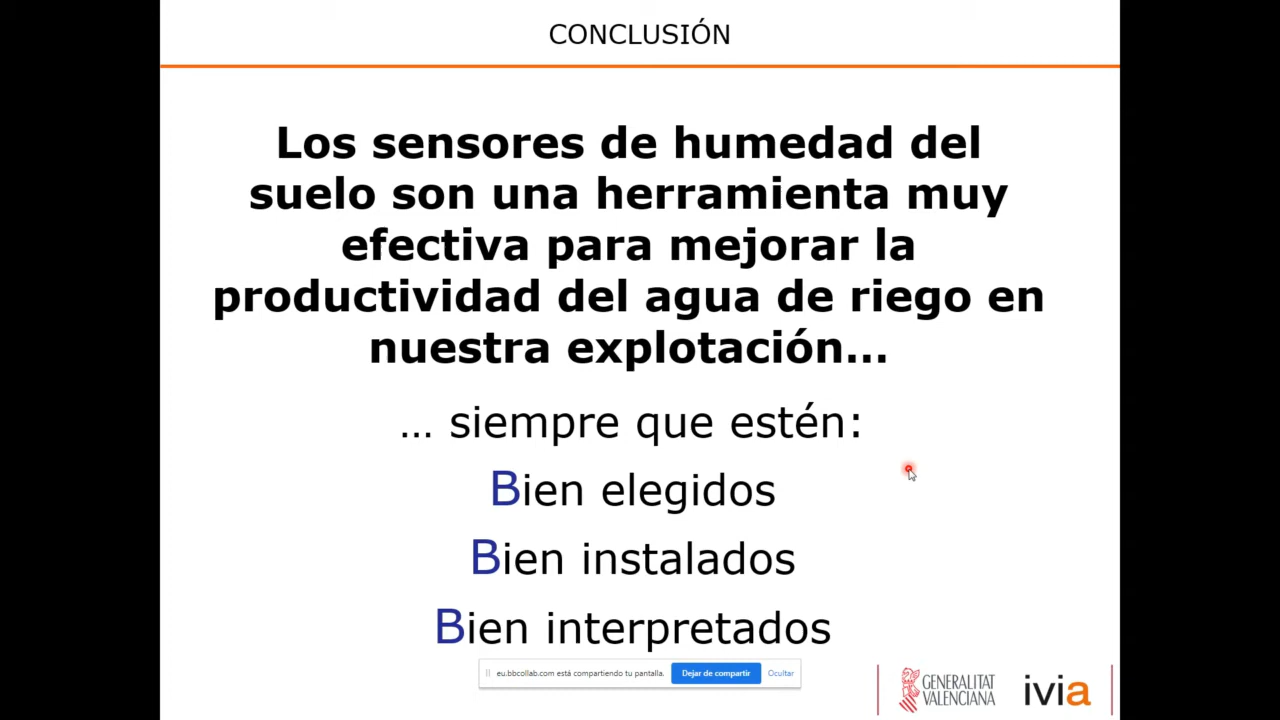 CONCLUSIÓN
Los sensores de humedad del
suelo son una herramienta muy
efectiva para mejorar la
productividad del agua de riego en
nuestra explotación...
... siempre que estén:
Bien elegidos
Bien instalados
Bien interpretados
eu.bbcollab.com está compartiendo tu pantalla. Dejar de compartir Ocultar
GENERALITAT
VALENCIANA
ivia